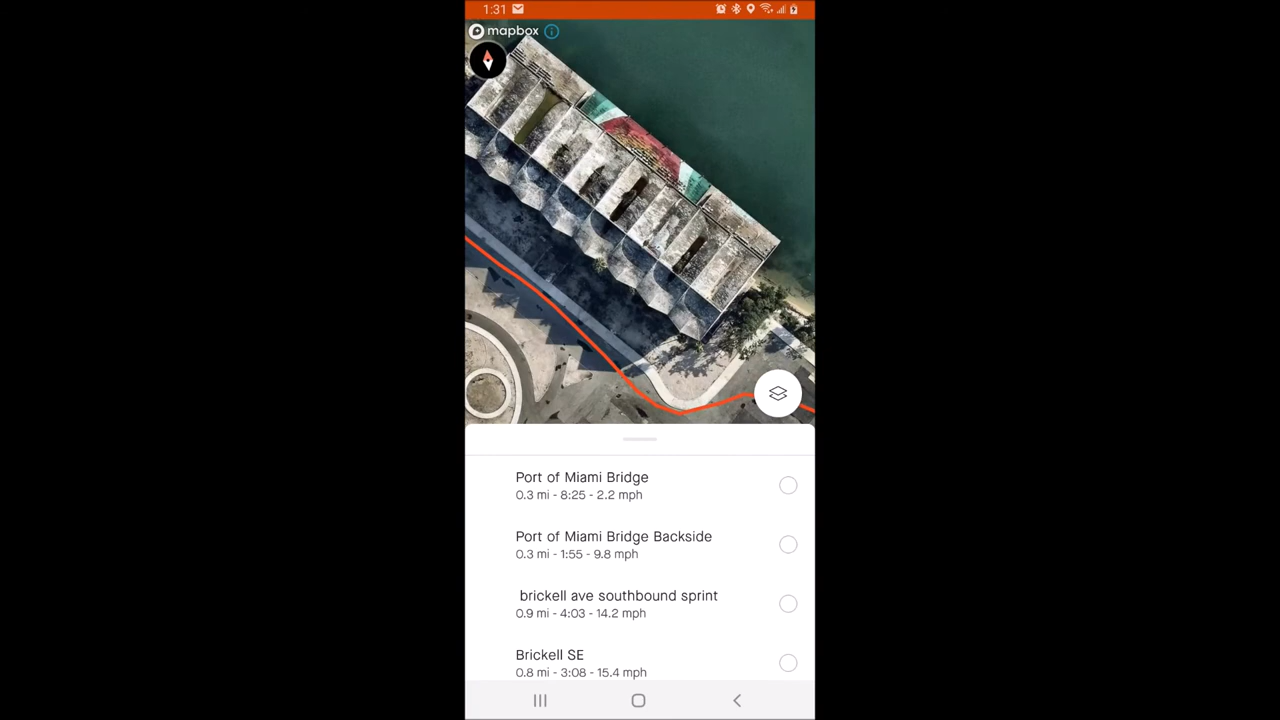 1:31
mapbox
Port of Miami Bridge
0.3 mi - 8:25 - 2.2 mph
Port of Miami Bridge Backside
0.3 mi - 1:55 - 9.8 mph
brickell ave southbound sprint
0.9 mi - 4:03 - 14.2 mph
Brickell SE
0.8 mi - 3:08 - 15.4 mph